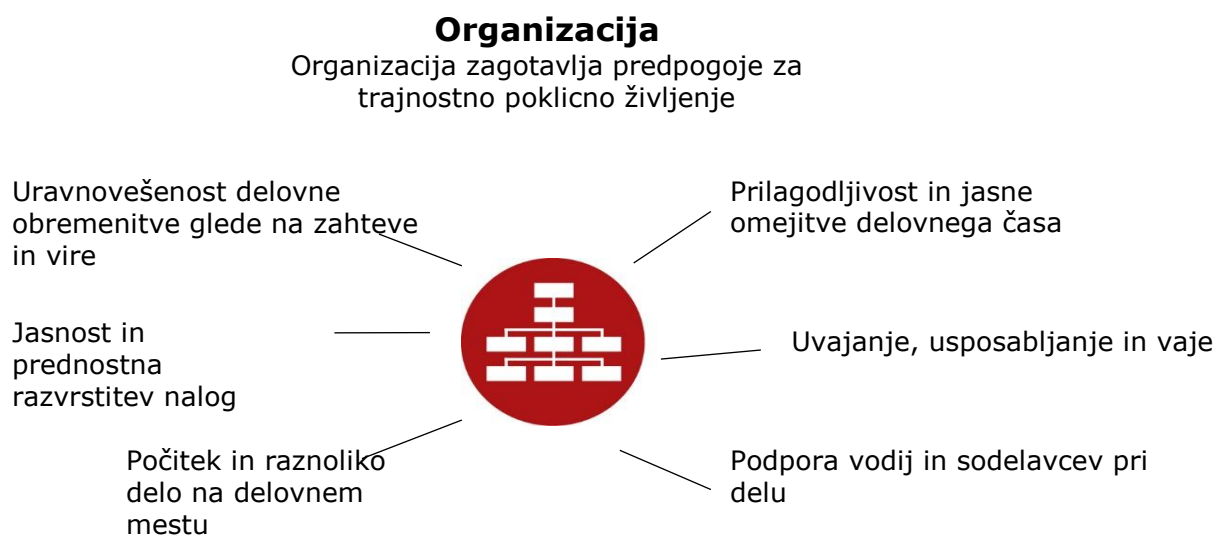 Organizacija
Organizacija zagotavlja predpogoje za
trajnostno poklicno življenje
Uravnovešenost delovne
obremenitve glede na zahteve
in vire
Prilagodljivost in jasne
omejitve delovnega časa
Jasnost in
prednostna
razvrstitev nalog
Uvajanje, usposabljanje in vaje
Počitek in raznoliko
delo na delovnem
mestu
Podpora vodij in sodelavcev pri
delu